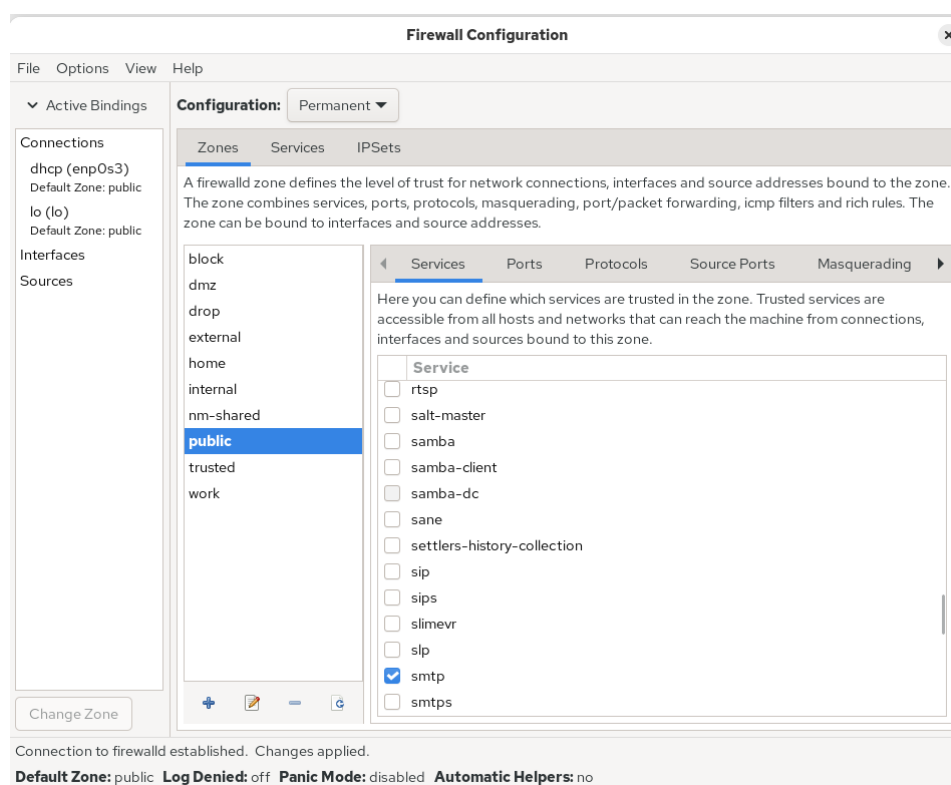 Firewall Configuration
File Options View Help
Active Bindings
Configuration: Permanent
Connections
dhcp (enp0s3)
Default Zone: public
lo (lo)
Default Zone: public
Interfaces
Sources
Change Zone
Zones Services IPSets
A firewalld zone defines the level of trust for network connections, interfaces and source addresses bound to the zone.
The zone combines services, ports, protocols, masquerading, port/packet forwarding, icmp filters and rich rules. The
zone can be bound to interfaces and source addresses.
block
dmz
drop
external
home
internal
nm-shared
public
trusted
work
Services Ports Protocols Source Ports Masquerading
Here you can define which services are trusted in the zone. Trusted services are
accessible from all hosts and networks that can reach the machine from connections,
interfaces and sources bound to this zone.
Service
rtsp
salt-master
samba
samba-client
samba-dc
sane
settlers-history-collection
sip
sips
slimevr
slp
smtp
smtps
Connection to firewalld established. Changes applied.
Default Zone: public Log Denied: off Panic Mode: disabled Automatic Helpers: no